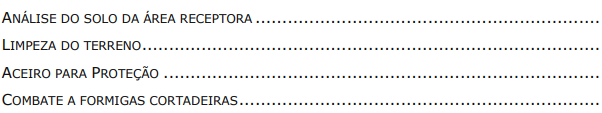 ANÁLISE DO SOLO DA ÁREA RECEPTORA ................................................................
LIMPEZA DO TERRENO.....................................................................................
ACEIRO PARA PROTEÇÃO .................................................................................
COMBATE A FORMIGAS CORTADEIRAS...................................................................